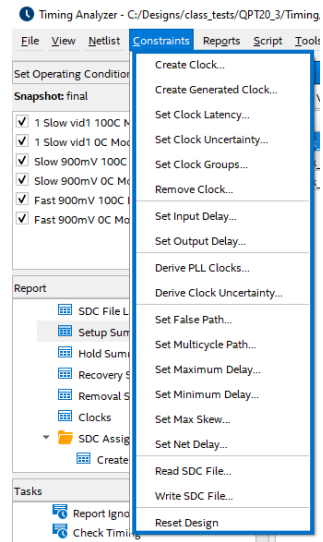 Timing Analyzer - C:/Designs/class_tests/QPT20_3/Timing
File View Netlist Constraints Reports Script Tools
Set Operating Condition
Snapshot: final
1 Slow vid1 100C M
1 Slow vid1 0C Mod
Slow 900mV 100C
Slow 900mV 0C Mo
Fast 900mV 100C
Fast 900mV 0C Mo
Create Clock...
Create Generated Clock...
Set Clock Latency...
Set Clock Uncertainty...
Set Clock Groups...
Remove Clock...
Set Input Delay...
Set Output Delay...
Derive PLL Clocks...
Derive Clock Uncertainty...
Set False Path...
Set Multicycle Path...
Set Maximum Delay...
Set Minimum Delay...
Set Max Skew...
Set Net Delay...
Read SDC File...
Write SDC File...
Reset Design
Report
SDC File L
Setup Sum
Hold Sum
Recovery S
Removal S
Clocks
SDC Assig
Create
Tasks
Report Igno
Check Timing